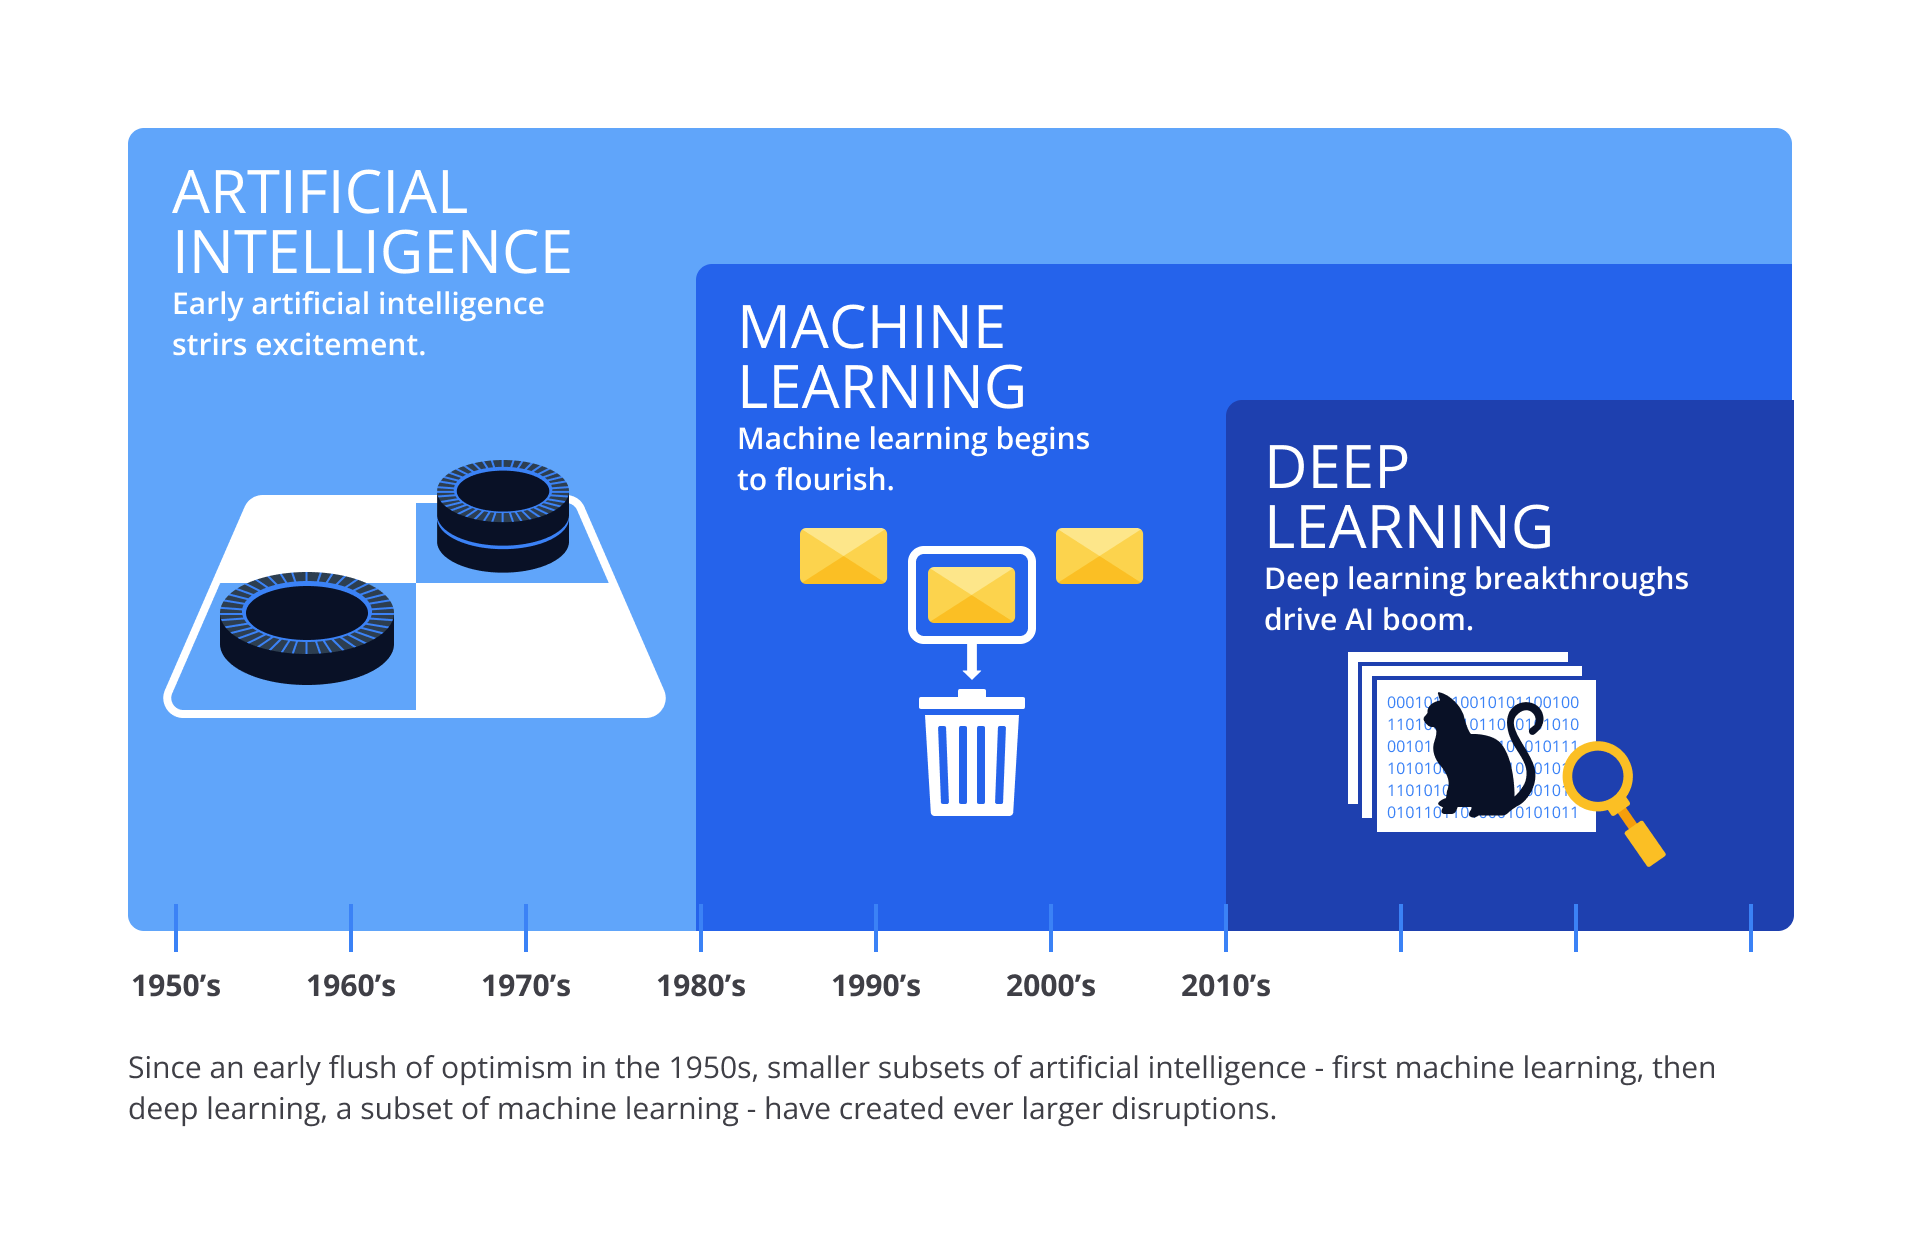 ARTIFICIAL
INTELLIGENCE
Early artificial intelligence
strirs excitement.
MACHINE
LEARNING
Machine learning begins
to flourish.
DEEP
LEARNING
Deep learning breakthroughs
drive AI boom.
1950’s 1960’s 1970’s 1980’s 1990’s 2000’s 2010’s
Since an early flush of optimism in the 1950s, smaller subsets of artificial intelligence - first machine learning, then
deep learning, a subset of machine learning - have created ever larger disruptions.